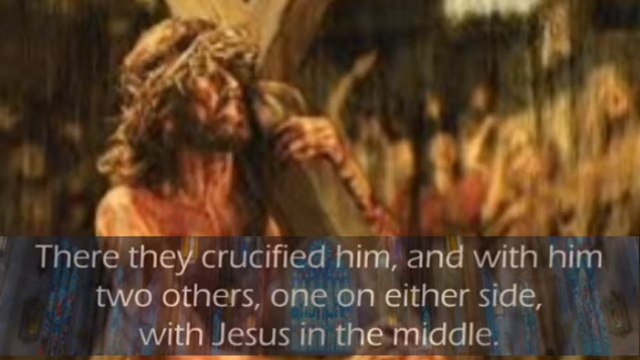 There they crucified him, and with him
two others, one on either side,
with Jesus in the middle.